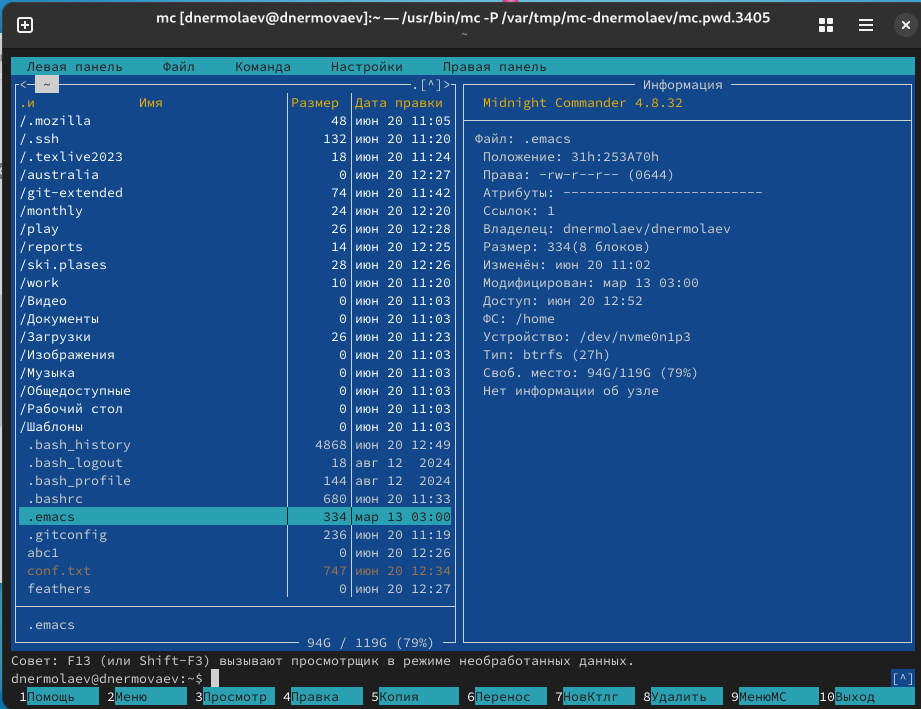 mc [dnermolaev@dnermovaev]:~ — /usr/bin/mc -P /var/tmp/mc-dnermolaev/mc.pwd.3405
~
Левая панель Файл Команда Настройки Правая панель
<─ ~ .[^]>
.и Имя Размер Дата правки
/.mozilla 48 июн 20 11:05
/.ssh 132 июн 20 11:20
/.texlive2023 18 июн 20 11:24
/australia 0 июн 20 12:27
/git-extended 74 июн 20 11:42
/monthly 24 июн 20 12:20
/play 26 июн 20 12:28
/reports 14 июн 20 12:25
/ski.plases 28 июн 20 12:26
/work 10 июн 20 11:20
/Видео 0 июн 20 11:03
/Документы 0 июн 20 11:03
/Загрузки 26 июн 20 11:23
/Изображения 0 июн 20 11:03
/Музыка 0 июн 20 11:03
/Общедоступные 0 июн 20 11:03
/Рабочий стол 0 июн 20 11:03
/Шаблоны 0 июн 20 11:03
.bash_history 4868 июн 20 12:49
.bash_logout 18 авг 12 2024
.bash_profile 144 авг 12 2024
.bashrc 680 июн 20 11:33
.emacs 334 мар 13 03:00
.gitconfig 236 июн 20 11:19
abc1 0 июн 20 12:26
conf.txt 747 июн 20 12:34
feathers 0 июн 20 12:27
.emacs
94G / 119G (79%)
Информация
Midnight Commander 4.8.32
Файл: .emacs
Положение: 31h:253A70h
Права: -rw-r--r-- (0644)
Атрибуты: -------------------------
Ссылок: 1
Владелец: dnermolaev/dnermolaev
Размер: 334(8 блоков)
Изменён: июн 20 11:02
Модифицирован: мар 13 03:00
Доступ: июн 20 12:52
ФС: /home
Устройство: /dev/nvme0n1p3
Тип: btrfs (27h)
Своб. место: 94G/119G (79%)
Нет информации об узле
Совет: F13 (или Shift-F3) вызывают просмотрщик в режиме необработанных данных.
dnermolaev@dnermovaev:~$ [^]
1Помощь 2Меню 3Просмотр 4Правка 5Копия 6Перенос 7НовКтлг 8Удалить 9МенюМС 10Выход